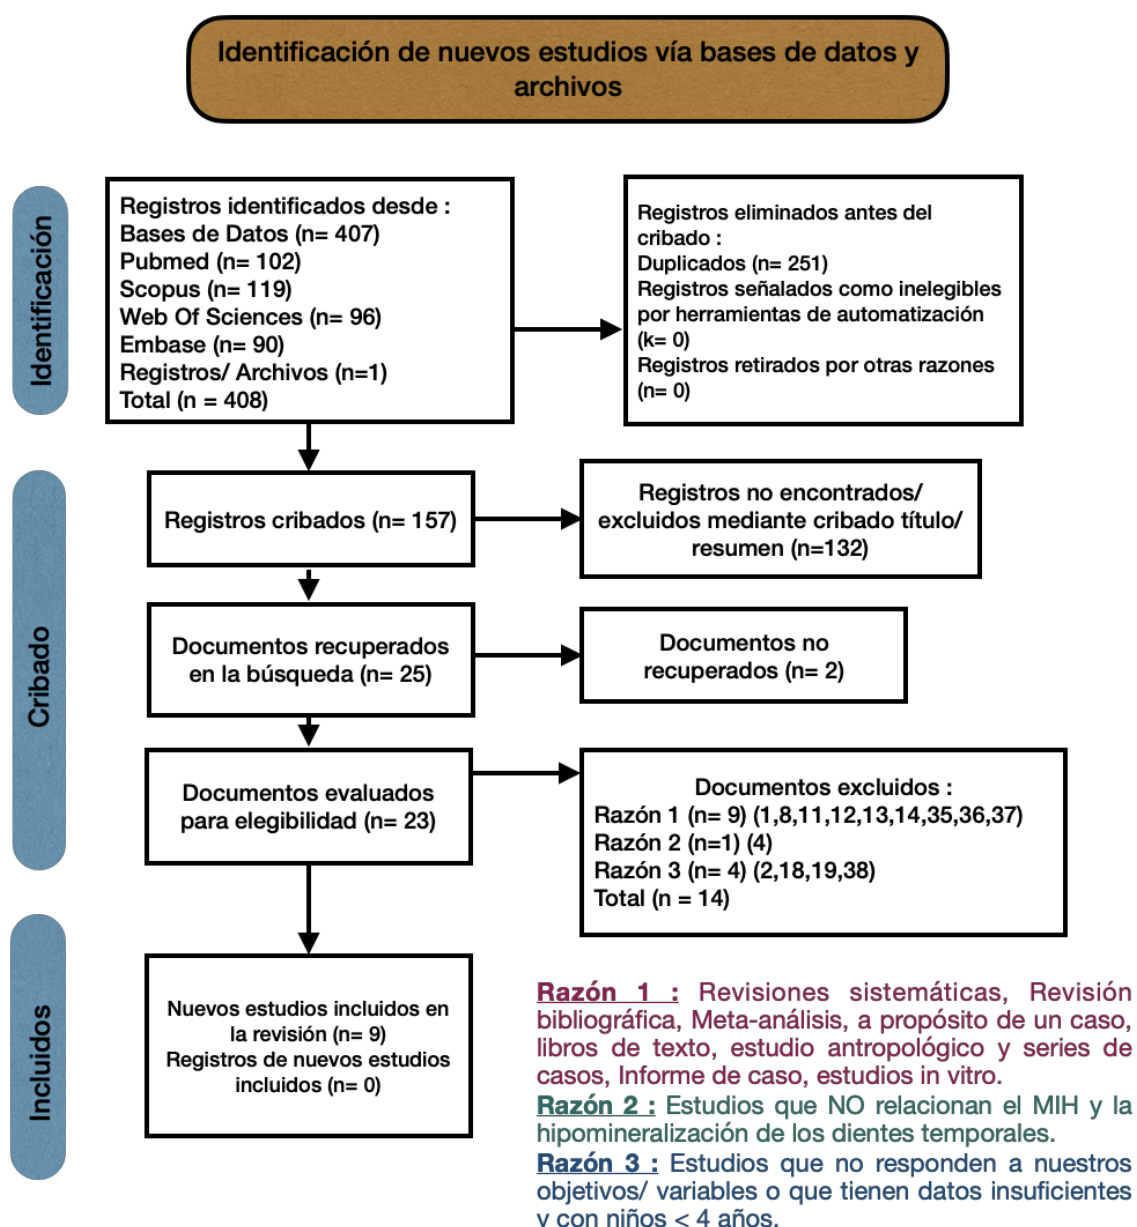 Identificación de nuevos estudios vía bases de datos y
archivos
Identificación
Registros identificados desde :
Bases de Datos (n= 407)
Pubmed (n= 102)
Scopus (n= 119)
Web Of Sciences (n= 96)
Embase (n= 90)
Registros/ Archivos (n=1)
Total (n = 408)
Registros eliminados antes del
cribado :
Duplicados (n= 251)
Registros señalados como inelegibles
por herramientas de automatización
(k= 0)
Registros retirados por otras razones
(n= 0)
Cribado
Registros cribados (n= 157)
Registros no encontrados/
excluidos mediante cribado título/
resumen (n=132)
Documentos recuperados
en la búsqueda (n= 25)
Documentos no
recuperados (n= 2)
Documentos evaluados
para elegibilidad (n= 23)
Documentos excluidos :
Razón 1 (n= 9) (1,8,11,12,13,14,35,36,37)
Razón 2 (n=1) (4)
Razón 3 (n= 4) (2,18,19,38)
Total (n = 14)
Incluidos
Nuevos estudios incluidos en
la revisión (n= 9)
Registros de nuevos estudios
incluidos (n= 0)
Razón 1 : Revisiones sistemáticas, Revisión
bibliográfica, Meta-análisis, a propósito de un caso,
libros de texto, estudio antropológico y series de
casos, Informe de caso, estudios in vitro.
Razón 2 : Estudios que NO relacionan el MIH y la
hipomineralización de los dientes temporales.
Razón 3 : Estudios que no responden a nuestros
objetivos/ variables o que tienen datos insuficientes
y con niños < 4 años.